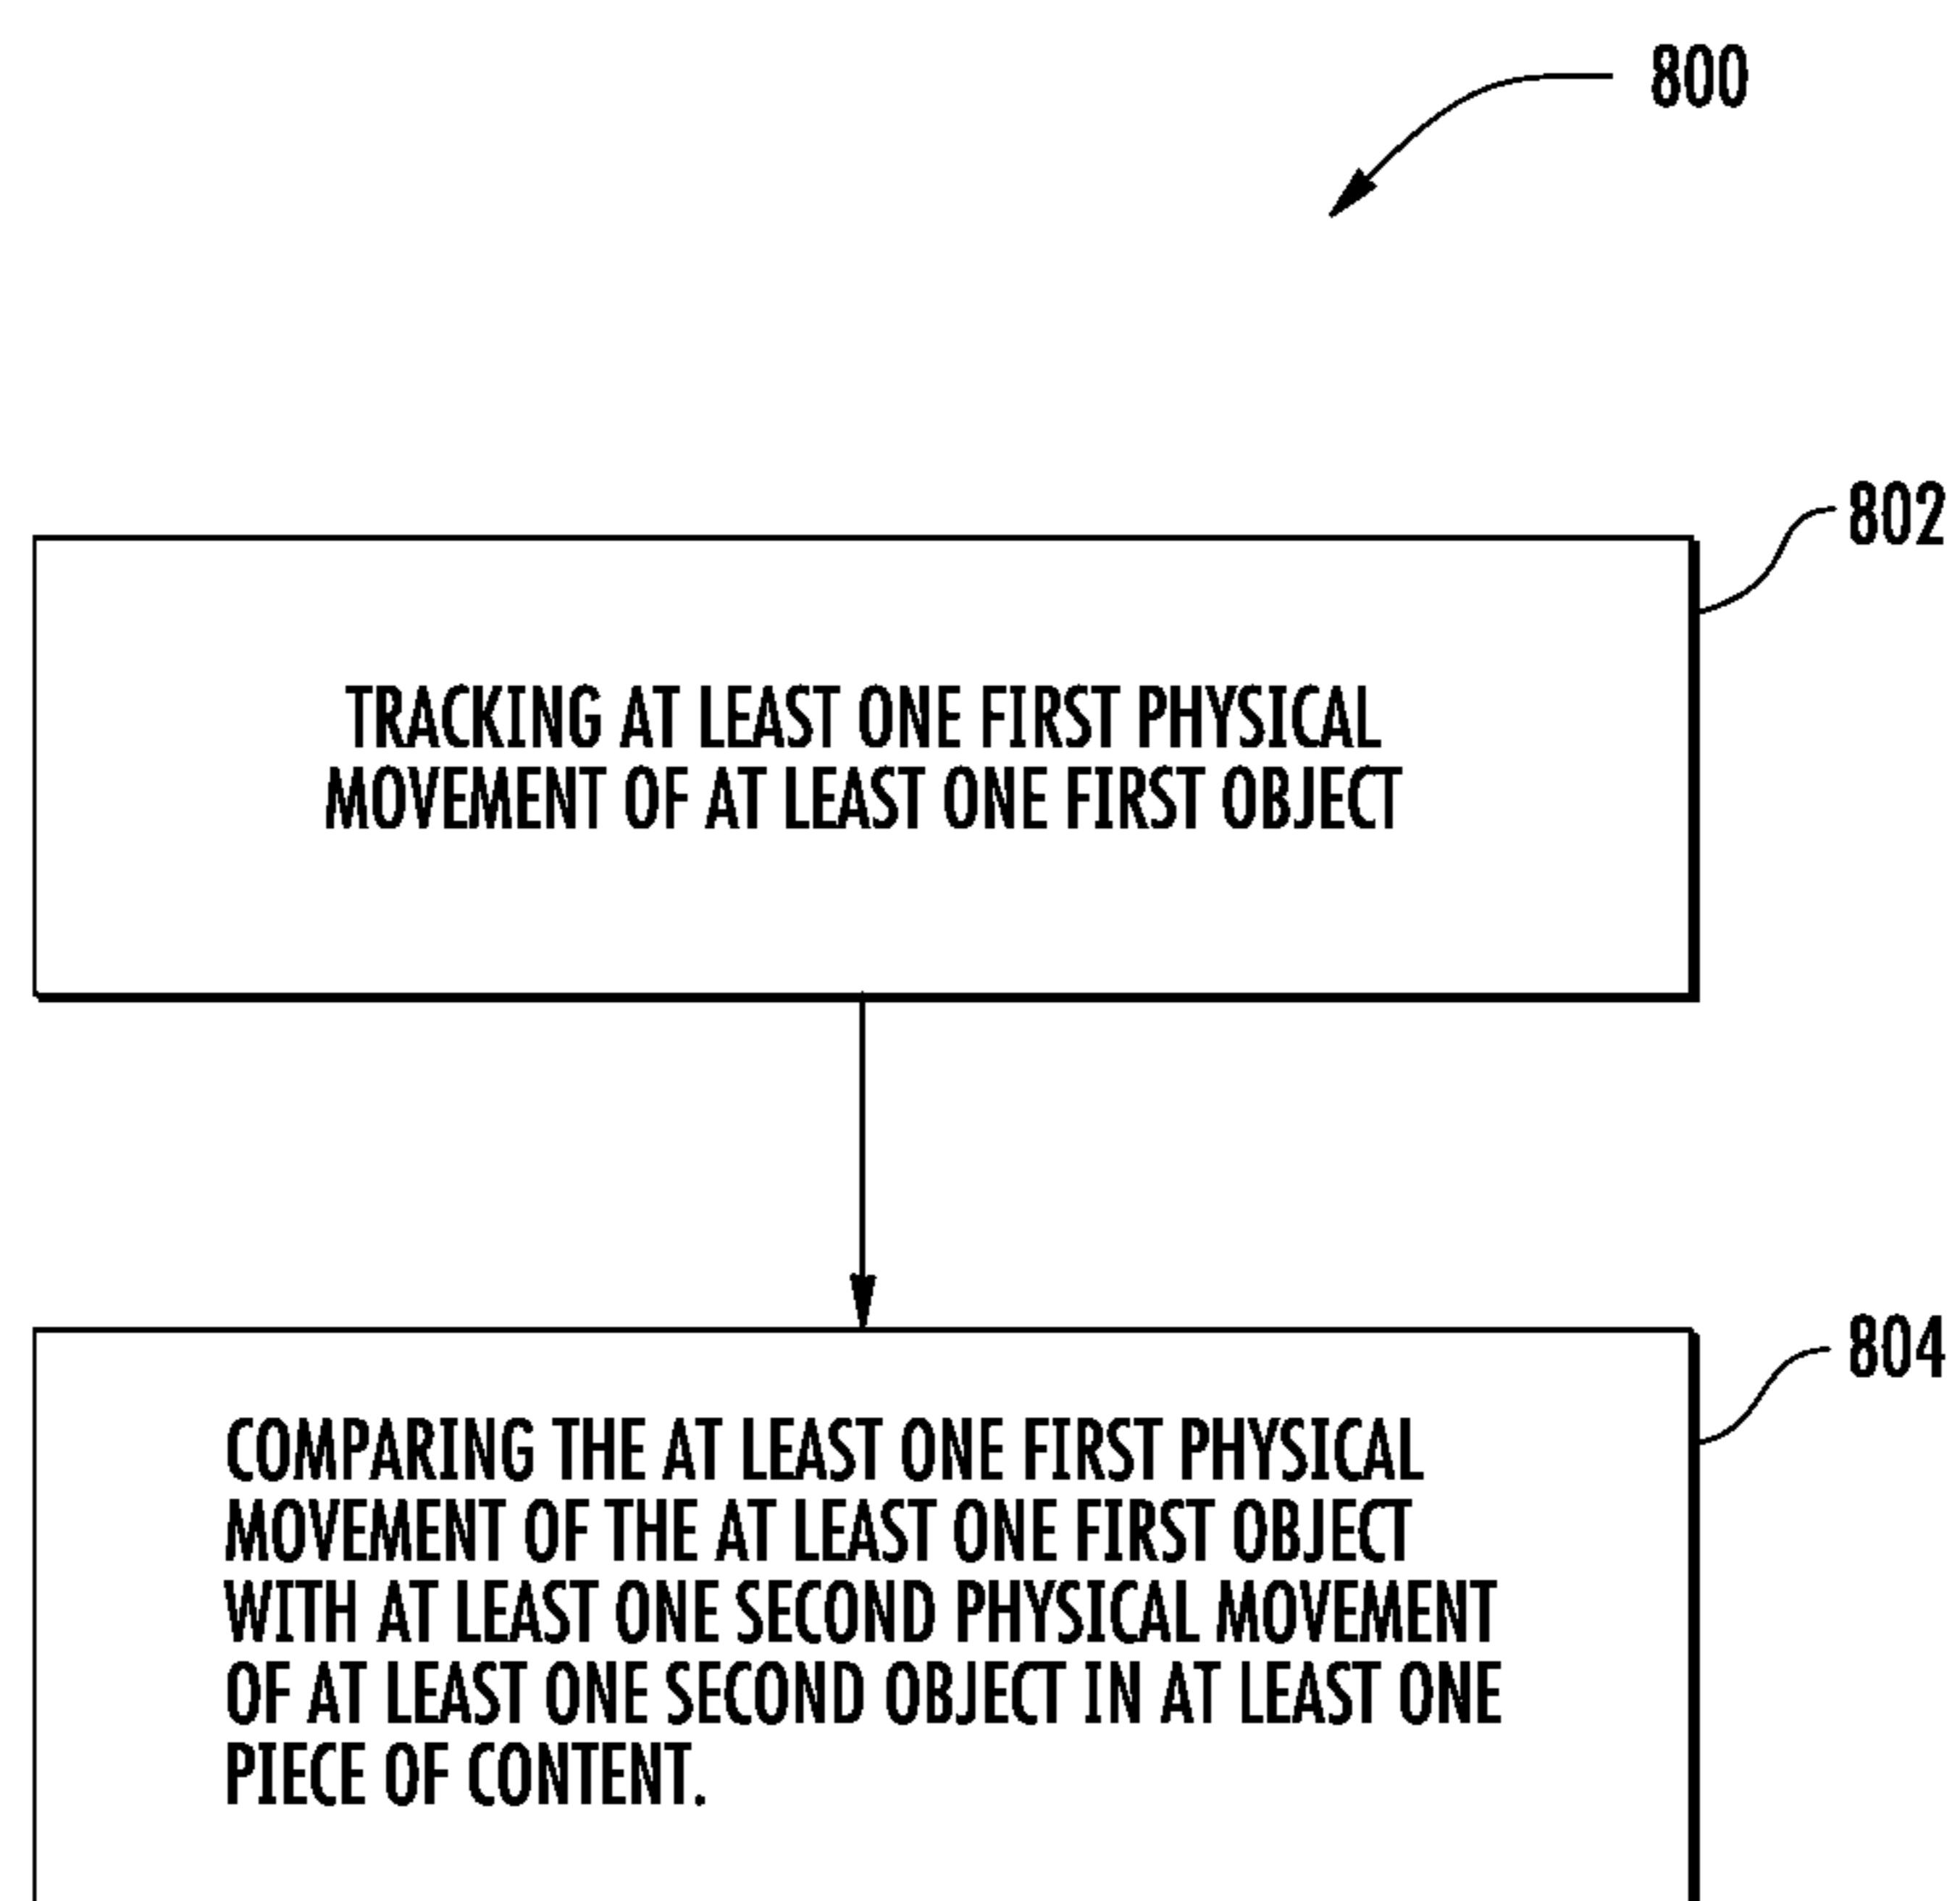 800
802
TRACKING AT LEAST ONE FIRST PHYSICAL
MOVEMENT OF AT LEAST ONE FIRST OBJECT
804
COMPARING THE AT LEAST ONE FIRST PHYSICAL
MOVEMENT OF THE AT LEAST ONE FIRST OBJECT
WITH AT LEAST ONE SECOND PHYSICAL MOVEMENT
OF AT LEAST ONE SECOND OBJECT IN AT LEAST ONE
PIECE OF CONTENT.